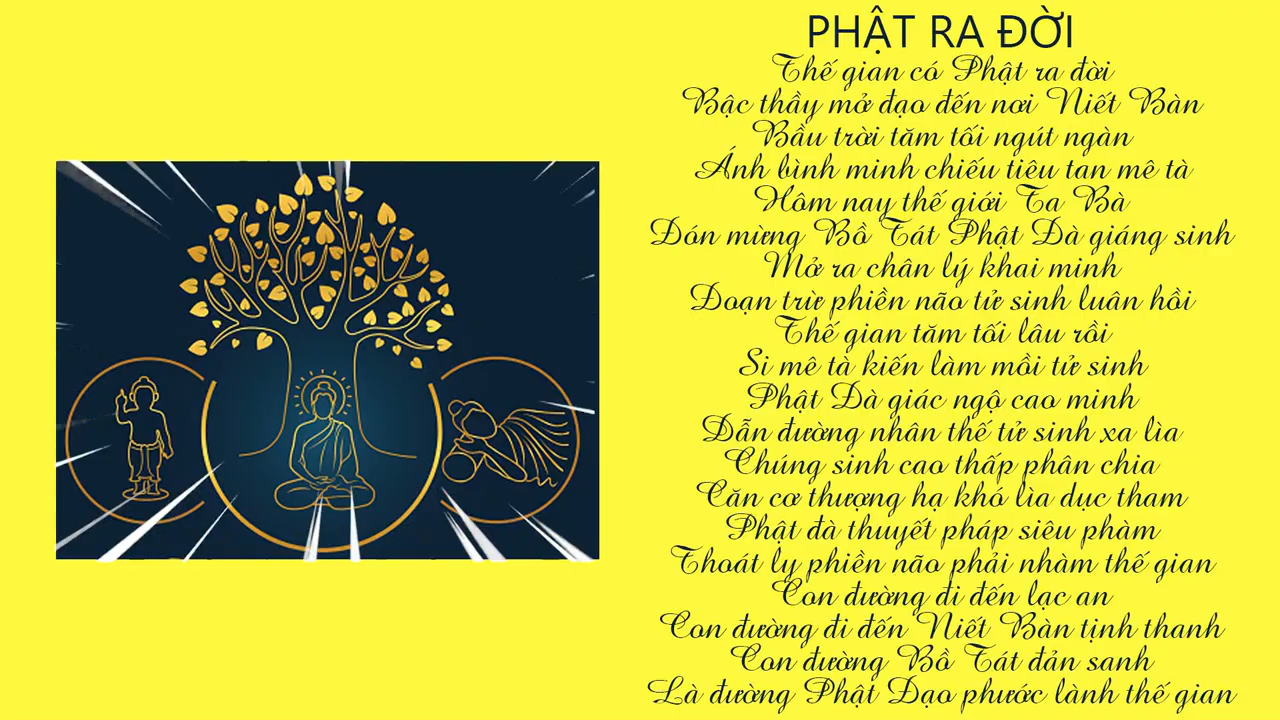 PHẬT RA ĐỜI
Thế gian có Phật ra đời
Bậc thầy mở đạo đến nơi Niết Bàn
Bầu trời tăm tối ngút ngàn
Ánh bình minh chiếu tiêu tan mê tà
Hôm nay thế giới Ta Bà
Đón mừng Bồ Tát Phật Đà giáng sinh
Mở ra chân lý khai minh
Đoạn trừ phiền não tử sinh luân hồi
Thế gian tăm tối lâu rồi
Si mê tà kiến làm mồi tử sinh
Phật Đà giác ngộ cao minh
Dẫn đường nhân thế tử sinh xa lìa
Chúng sinh cao thấp phân chia
Căn cơ thượng hạ khó lìa dục tham
Phật đà thuyết pháp siêu phàm
Thoát ly phiền não phải nhàm thế gian
Con đường đi đến lạc an
Con đường đi đến Niết Bàn tịnh thanh
Con đường Bồ Tát đản sanh
Là đường Phật Đạo phước lành thế gian